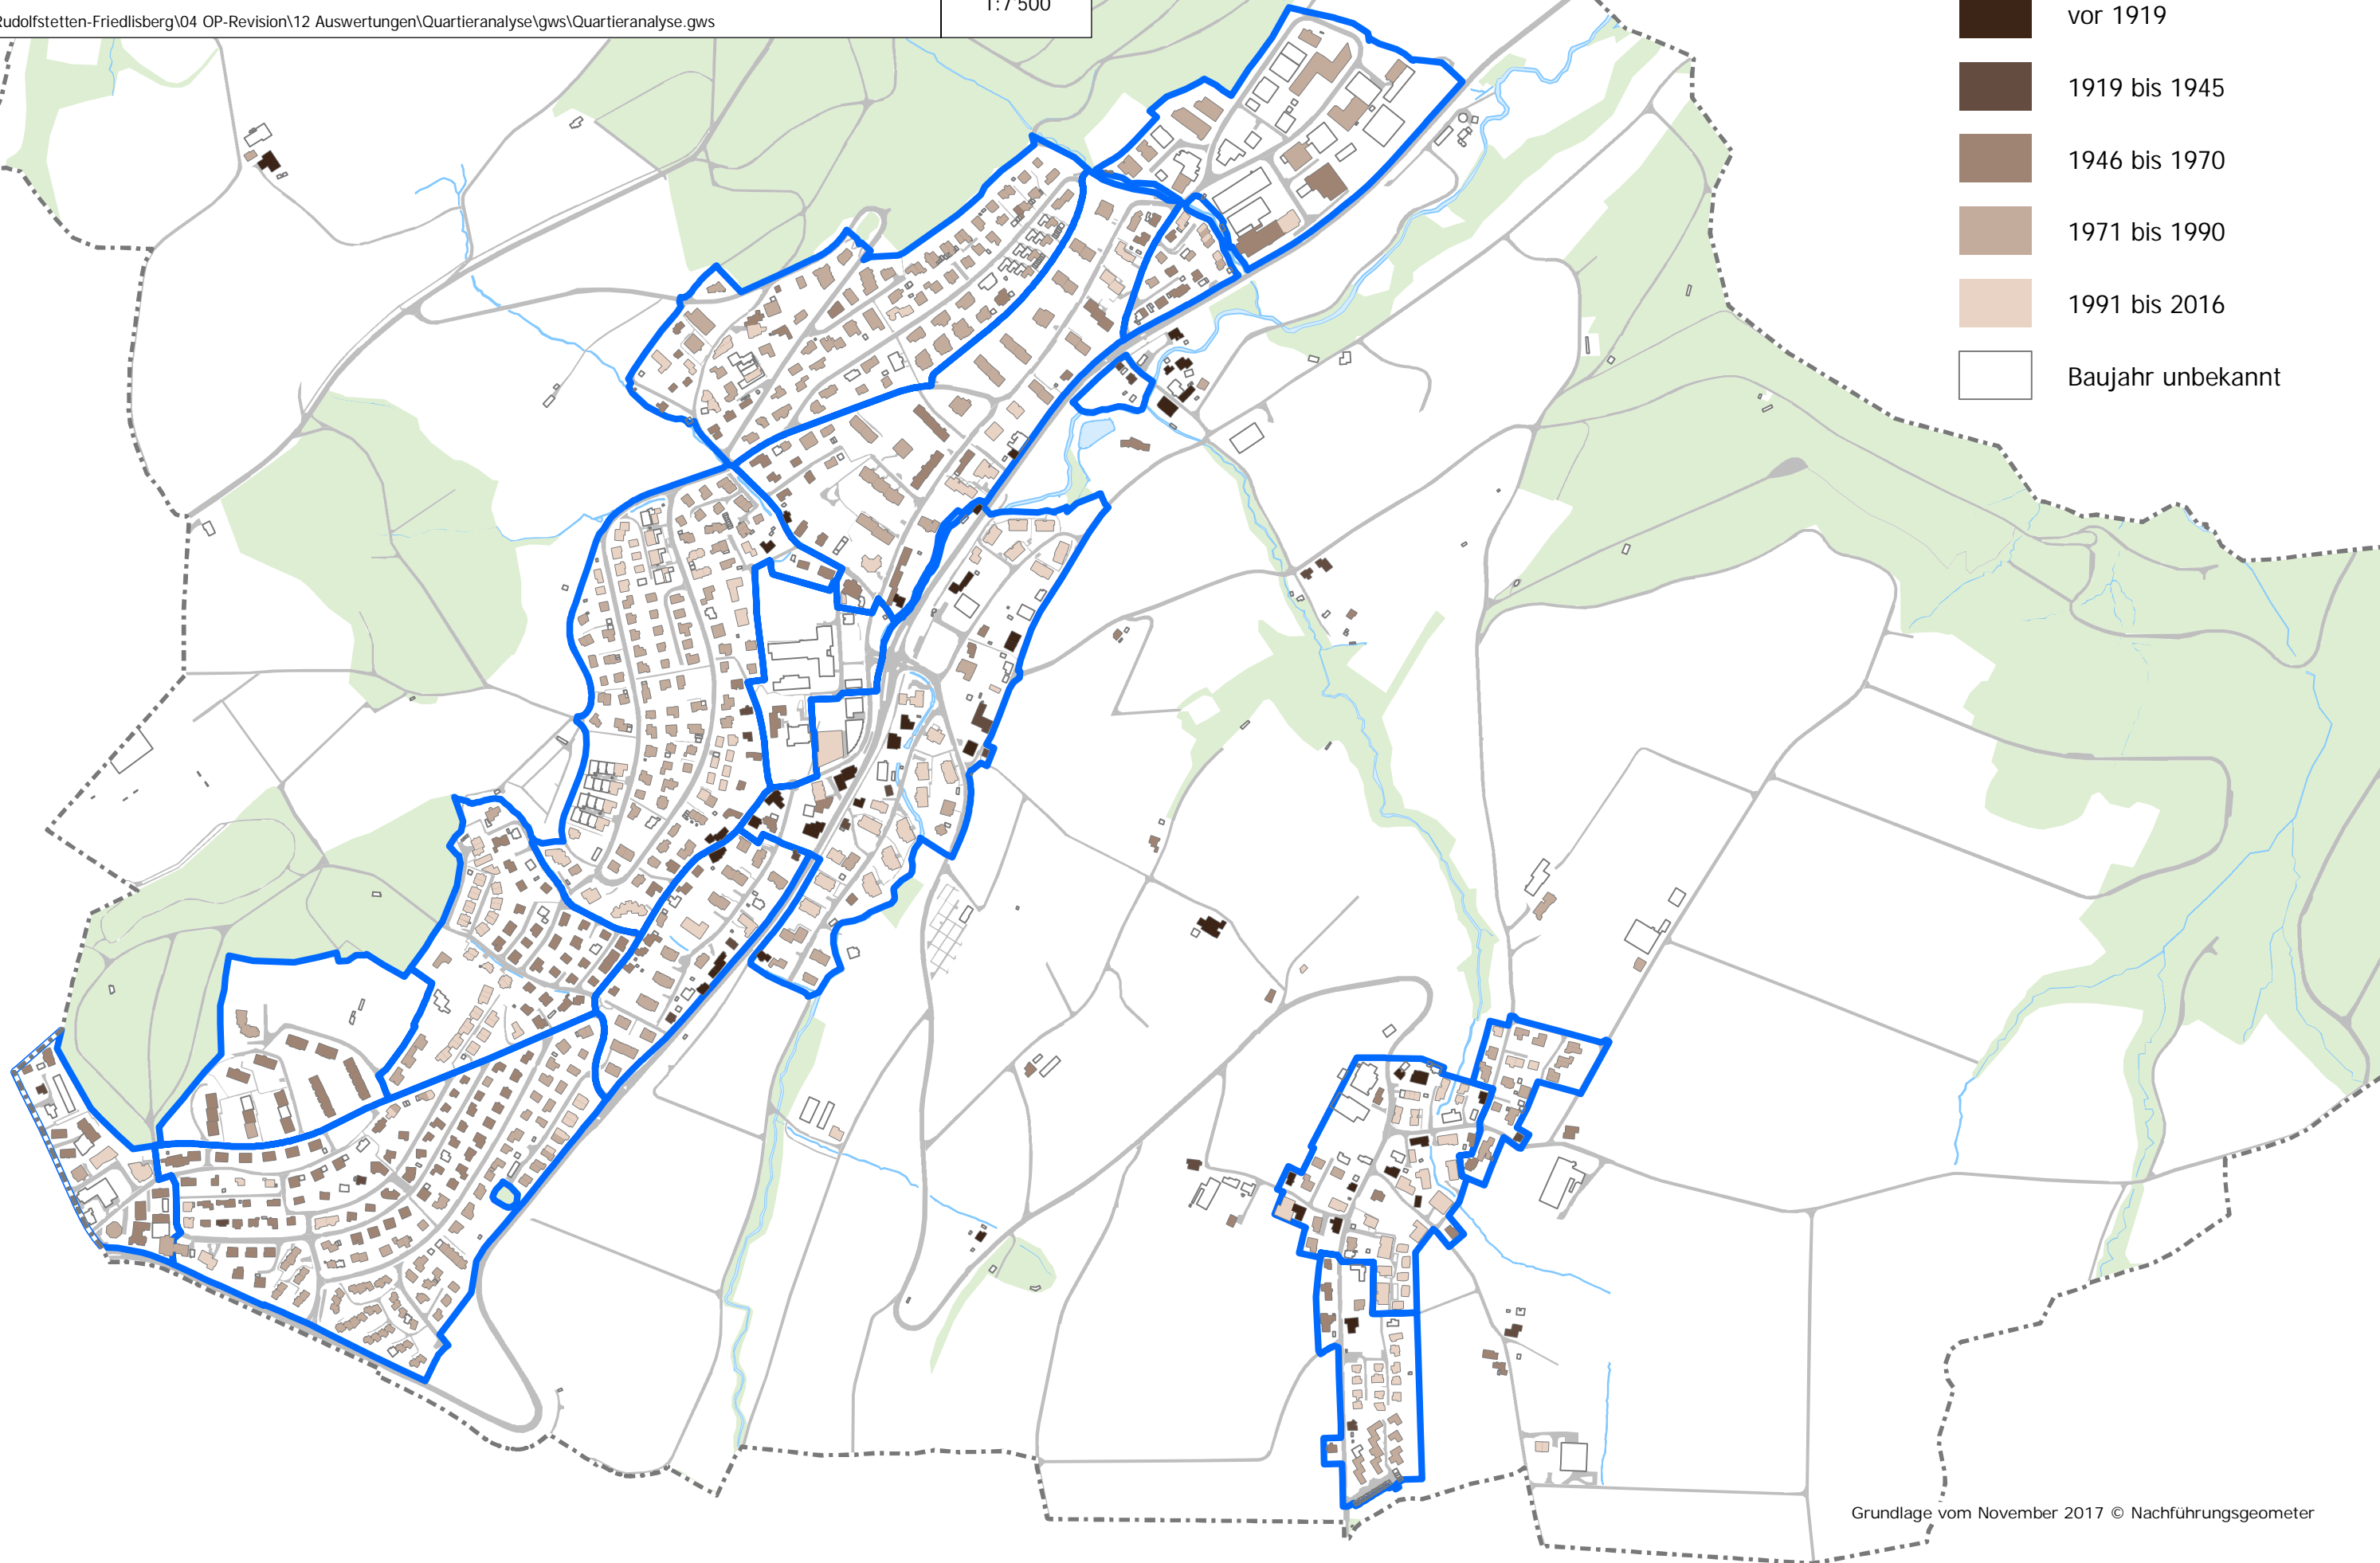 1:7'500
Rudolfstetten-Friedlisberg\04 OP-Revision\12 Auswertungen\Quartieranalyse\gws\Quartieranalyse.gws
vor 1919
1919 bis 1945
1946 bis 1970
1971 bis 1990
1991 bis 2016
Baujahr unbekannt
Grundlage vom November 2017 © Nachführungsgeometer